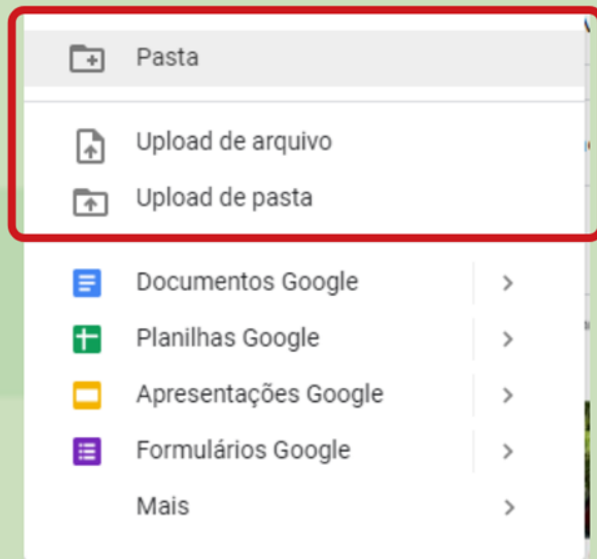 Pasta
Upload de arquivo
Upload de pasta
Documentos Google
Planilhas Google
Apresentações Google
Formulários Google
Mais